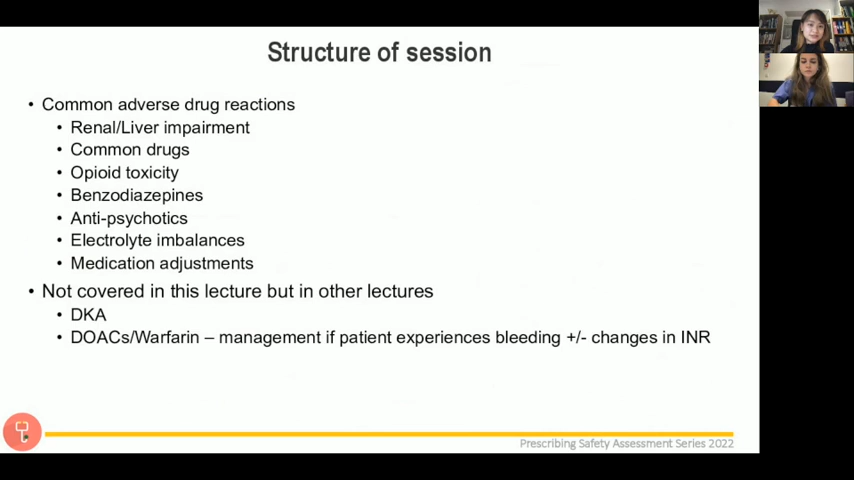 Structure of session
• Common adverse drug reactions
• Renal/Liver impairment
• Common drugs
• Opioid toxicity
• Benzodiazepines
• Anti-psychotics
• Electrolyte imbalances
• Medication adjustments
• Not covered in this lecture but in other lectures
• DKA
• DOACs/Warfarin – management if patient experiences bleeding +/- changes in INR
Prescribing Safety Assessment Series 2022